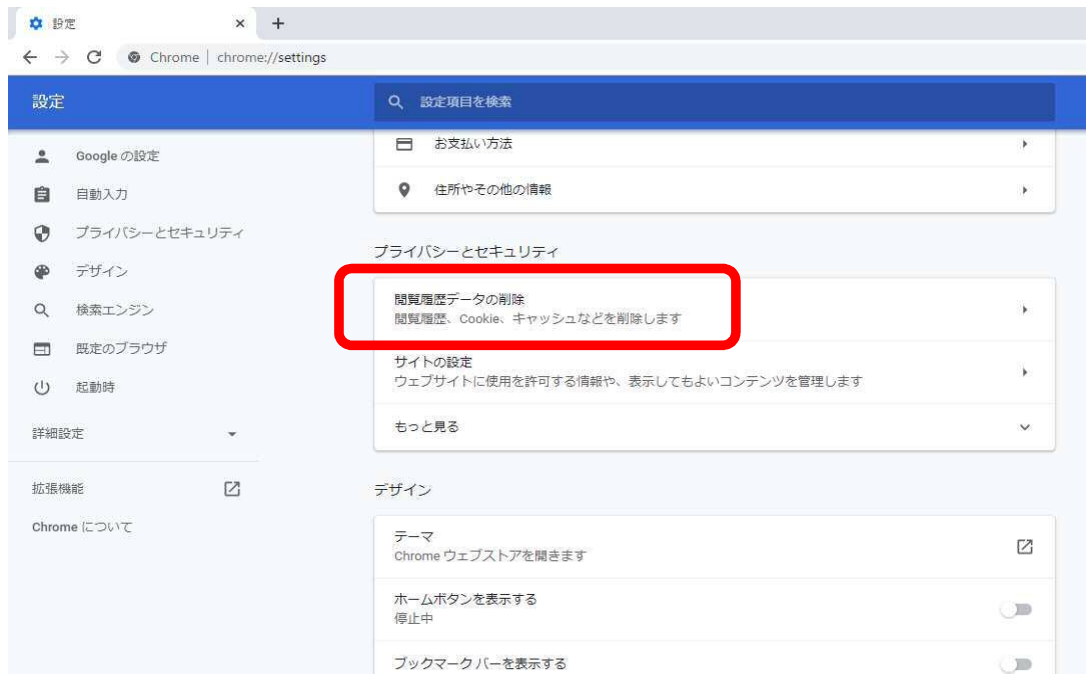 設定
Chrome | chrome://settings
設定
設定項目を検索
Google の設定
自動入力
プライバシーとセキュリティ
デザイン
検索エンジン
既定のブラウザ
起動時
詳細設定
拡張機能
Chrome について
お支払い方法
住所やその他の情報
プライバシーとセキュリティ
閲覧履歴データの削除
閲覧履歴、Cookie、キャッシュなどを削除します
サイトの設定
ウェブサイトに使用を許可する情報や、表示してもよいコンテンツを管理します
もっと見る
デザイン
テーマ
Chrome ウェブストアを開きます
ホームボタンを表示する
停止中
ブックマーク バーを表示する